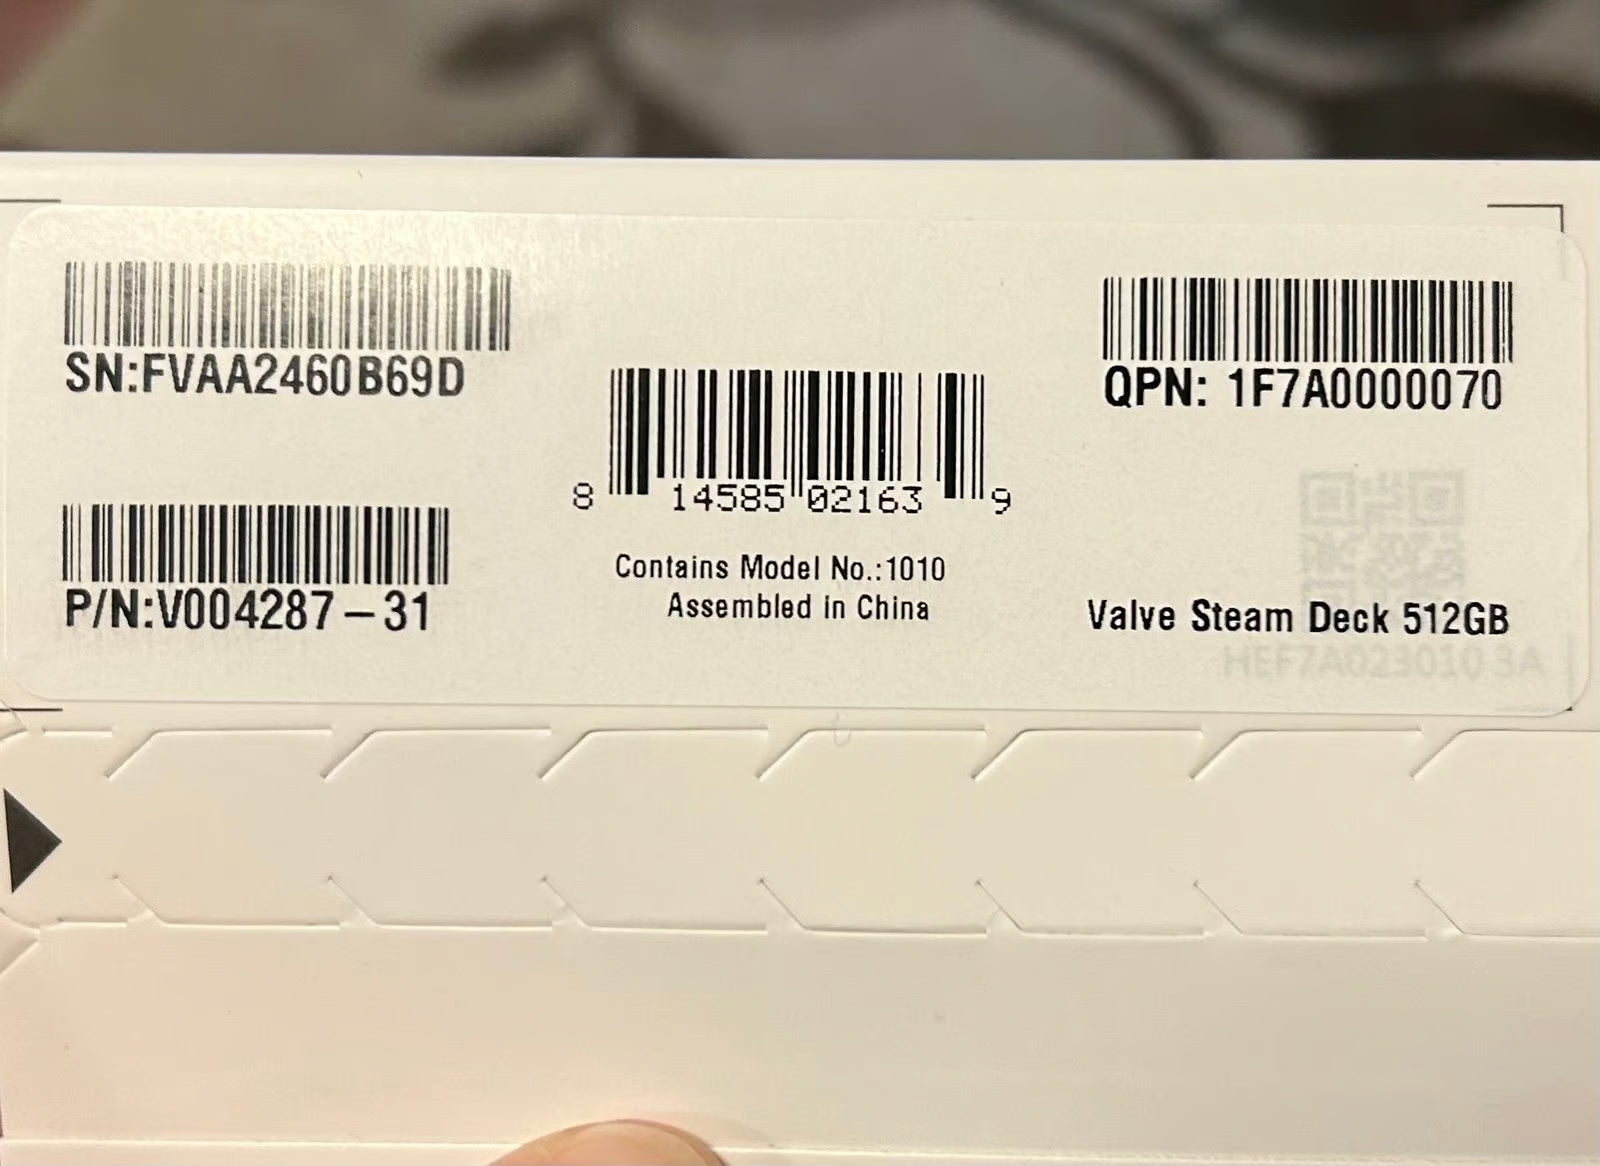 SN:FVAA2460B69D
QPN: 1F7A0000070
8 14585 02163 9
P/N:V004287-31
Contains Model No.:1010
Assembled in China
Valve Steam Deck 512GB
HEF7A023010 3A